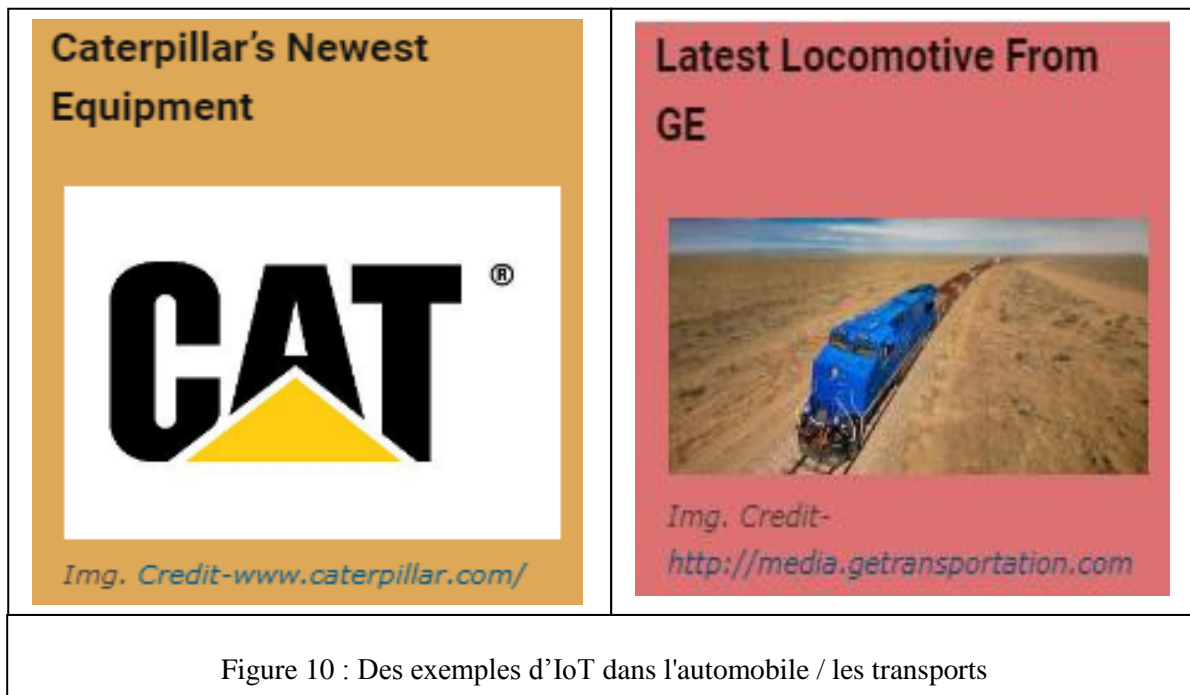 Caterpillar's Newest
Equipment
CAT ®
Img. Credit-www.caterpillar.com/
Latest Locomotive From
GE
Img. Credit-
http://media.getransportation.com
Figure 10 : Des exemples d’IoT dans l'automobile / les transports